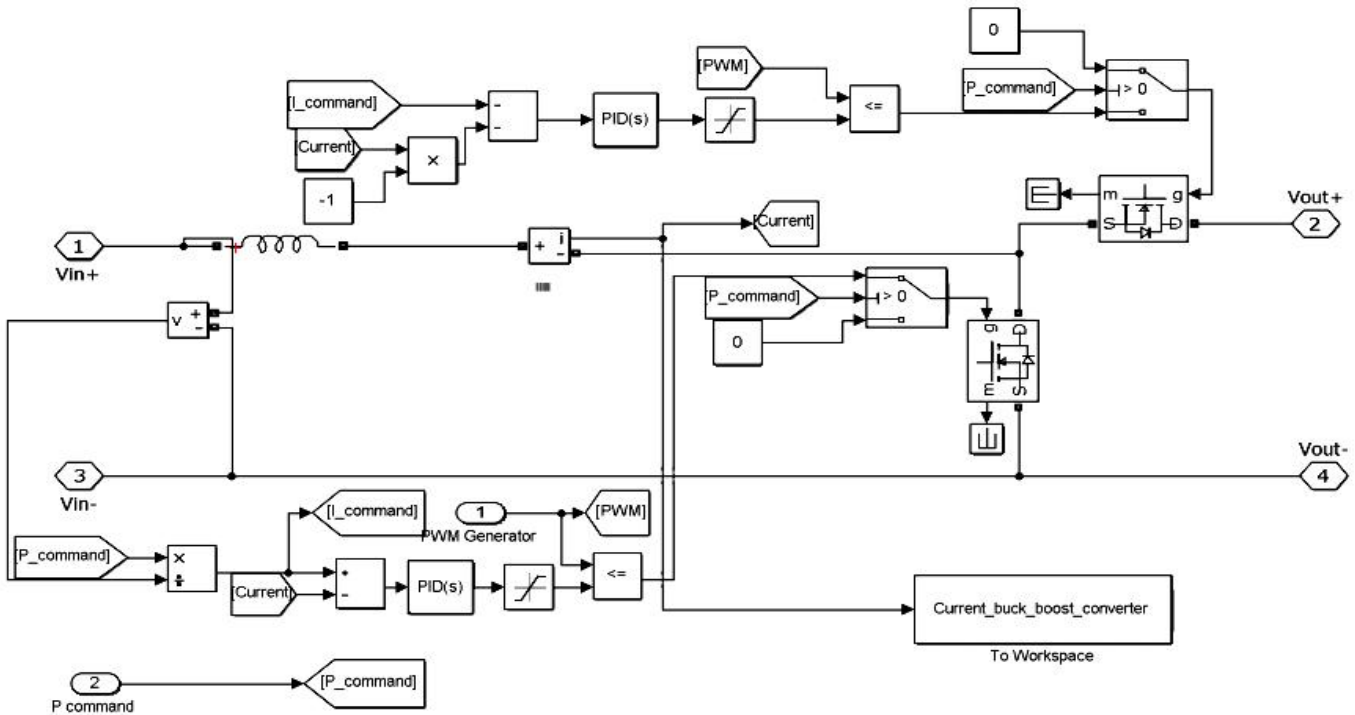 0
[PWM]
[P_command]
> 0
[I_command]
-
-
PID(s)
<=
[Current]
×
-1
m
g
S
D
Vout+
2
1
Vin+
+
i
-
[Current]
[P_command]
> 0
0
v
+
-
g
D
m
S
3
Vin-
Vout-
4
[I_command]
1
PWM Generator
[PWM]
[P_command]
×
÷
[Current]
+
-
PID(s)
<=
Current_buck_boost_converter
To Workspace
2
P command
[P_command]